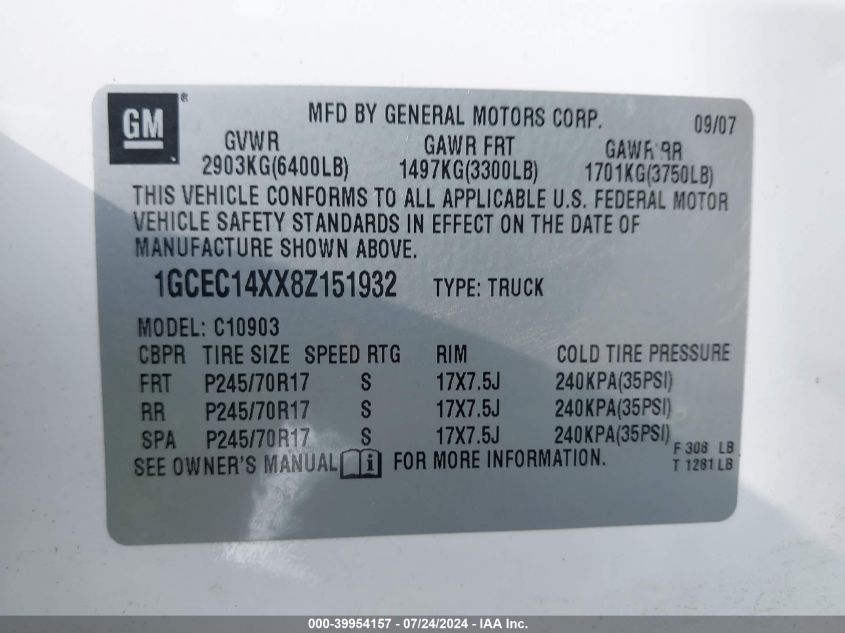 GM ®
MFD BY GENERAL MOTORS CORP. 09/07
GVWR GAWR FRT GAWR RR
2903KG(6400LB) 1497KG(3300LB) 1701KG(3750LB)
THIS VEHICLE CONFORMS TO ALL APPLICABLE U.S. FEDERAL MOTOR
VEHICLE SAFETY STANDARDS IN EFFECT ON THE DATE OF
MANUFACTURE SHOWN ABOVE.
1GCEC14XX8Z151932 TYPE: TRUCK
MODEL: C10903
CBPR TIRE SIZE SPEED RTG RIM COLD TIRE PRESSURE
FRT P245/70R17 S 17X7.5J 240KPA(35PSI)
RR P245/70R17 S 17X7.5J 240KPA(35PSI)
SPA P245/70R17 S 17X7.5J 240KPA(35PSI)
F 308 LB
SEE OWNER'S MANUAL i FOR MORE INFORMATION. T 1281 LB
000-39954157 - 07/24/2024 - IAA Inc.